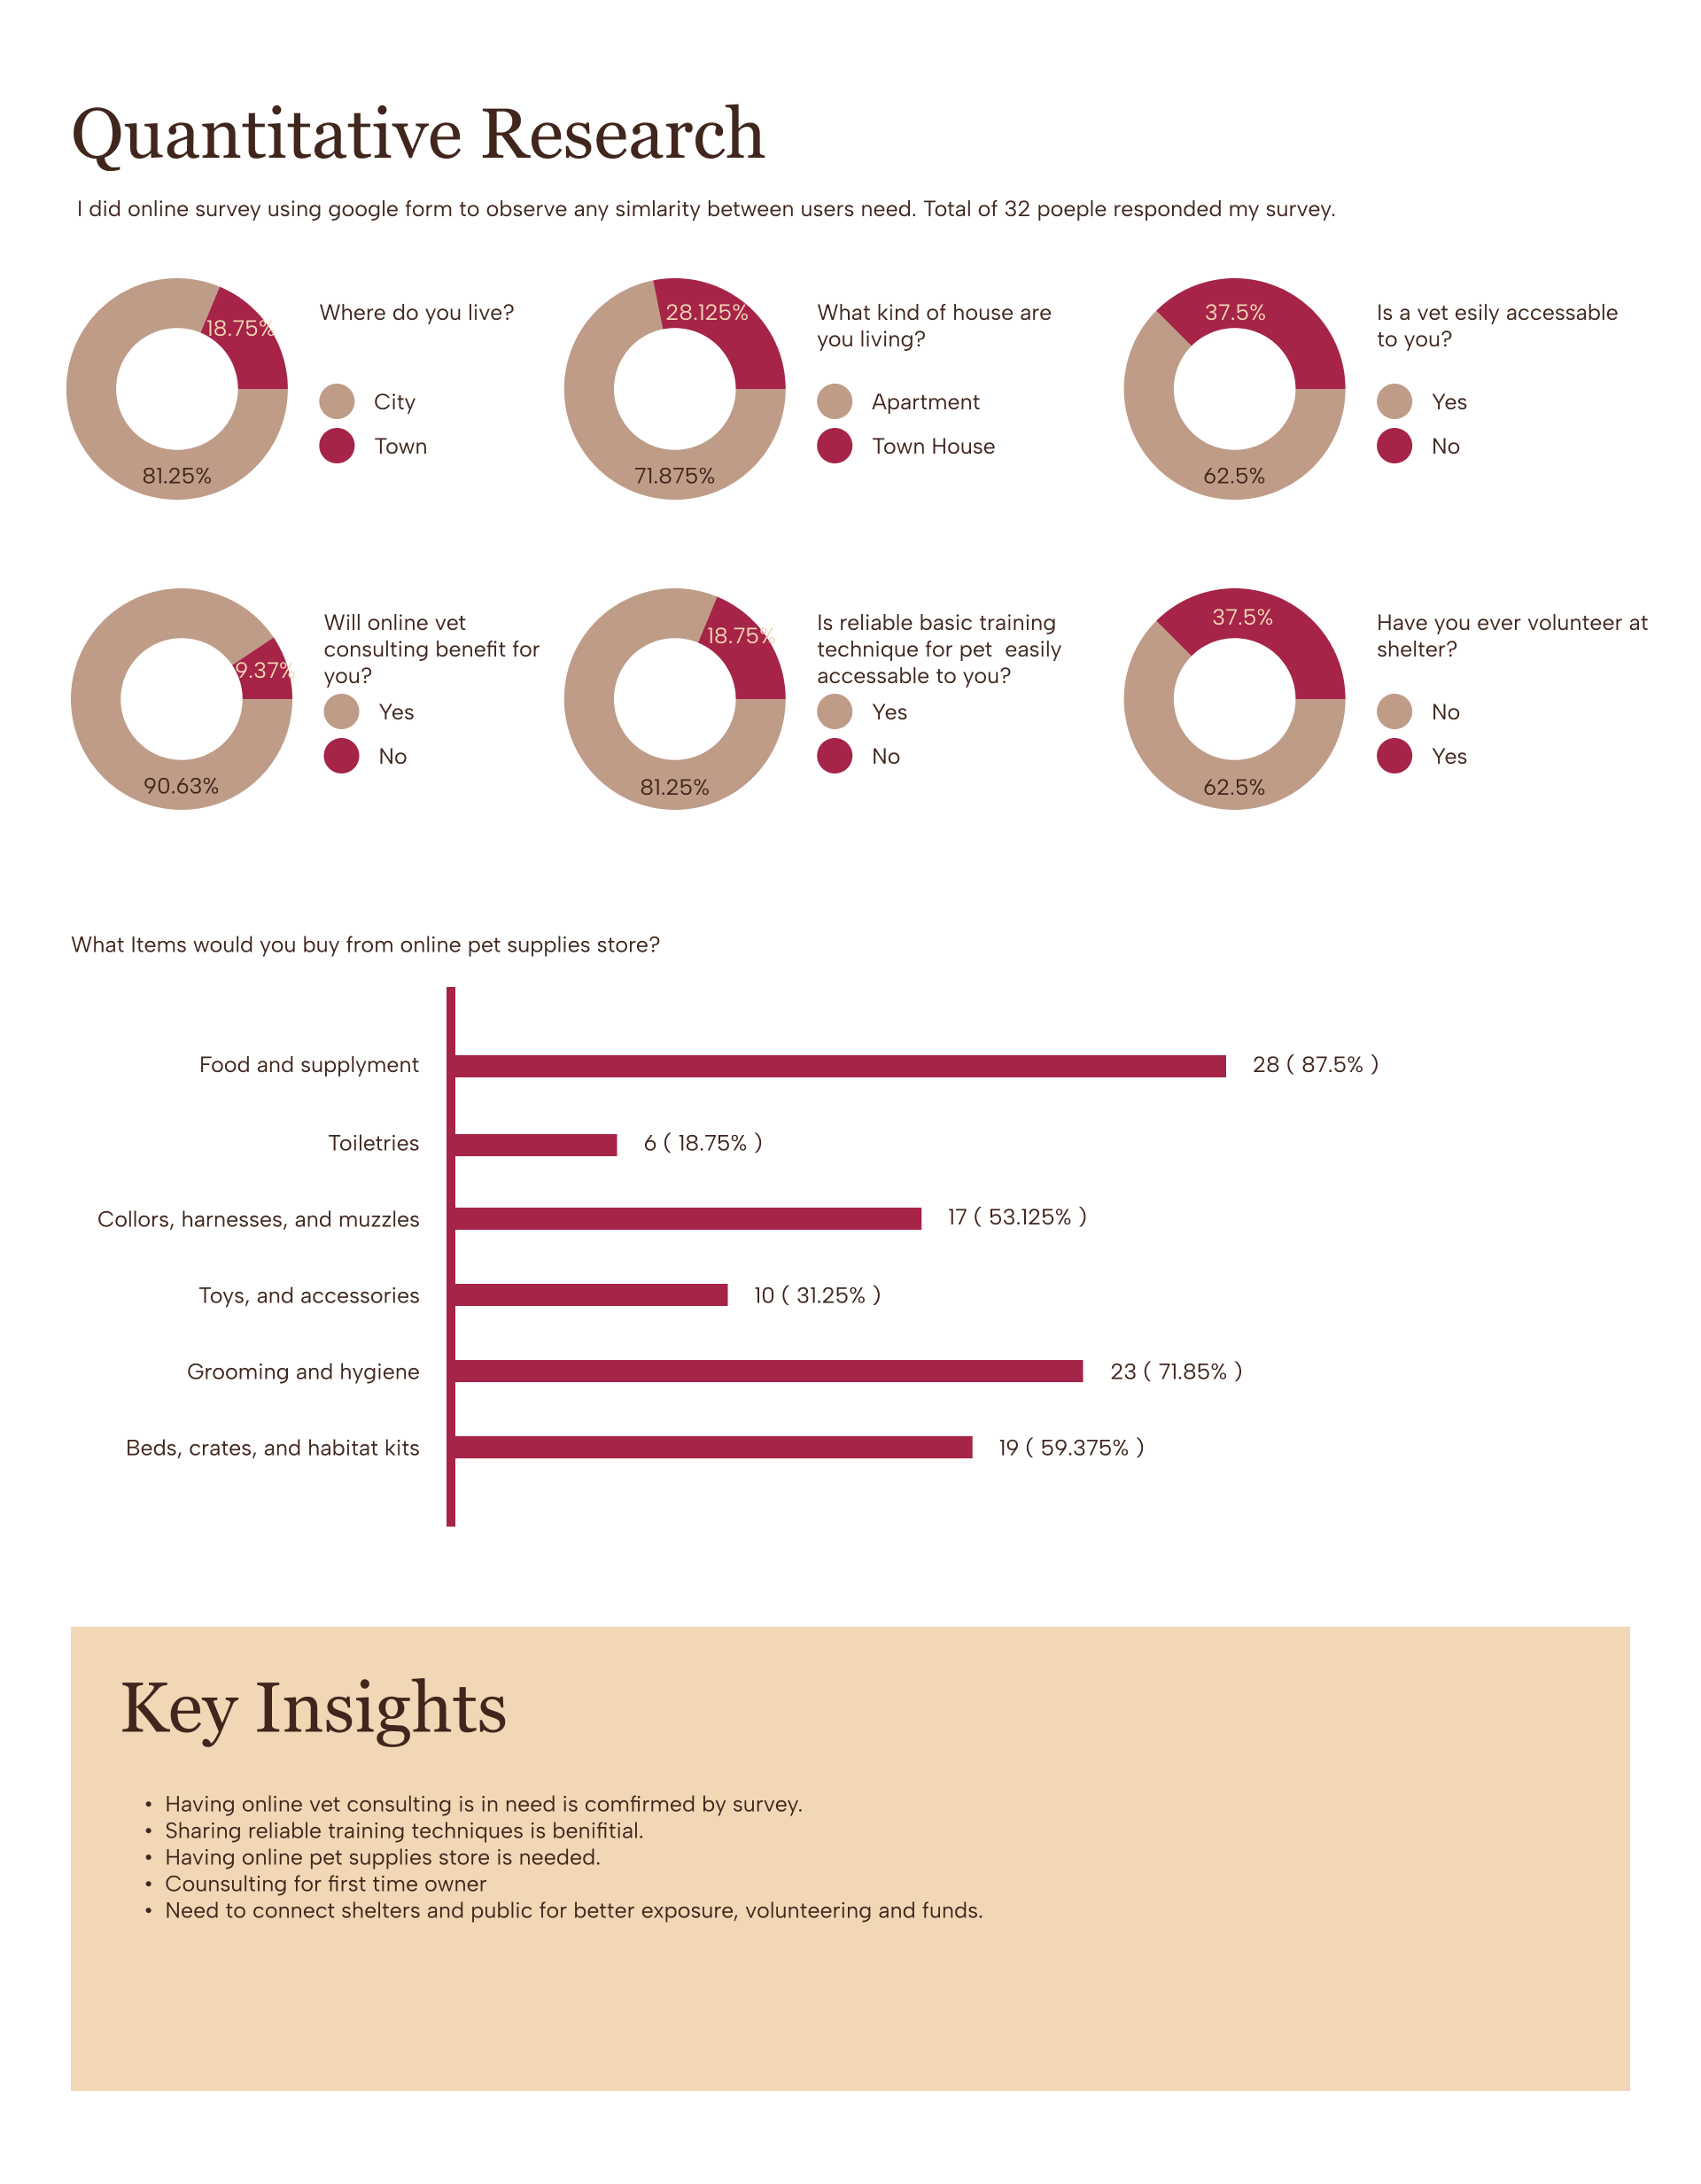 Quantitative Research
I did online survey using google form to observe any simlarity between users need. Total of 32 poeple responded my survey.
18.75%
81.25%
Where do you live?
City
Town
28.125%
71.875%
What kind of house are
you living?
Apartment
Town House
37.5%
62.5%
Is a vet esily accessable
to you?
Yes
No
9.37%
90.63%
Will online vet
consulting benefit for
you?
Yes
No
18.75%
81.25%
Is reliable basic training
technique for pet  easily
accessable to you?
Yes
No
37.5%
62.5%
Have you ever volunteer at
shelter?
No
Yes
What Items would you buy from online pet supplies store?
Food and supplyment 28 ( 87.5% )
Toiletries 6 ( 18.75% )
Collors, harnesses, and muzzles 17 ( 53.125% )
Toys, and accessories 10 ( 31.25% )
Grooming and hygiene 23 ( 71.85% )
Beds, crates, and habitat kits 19 ( 59.375% )
Key Insights
• Having online vet consulting is in need is comfirmed by survey.
• Sharing reliable training techniques is benifitial.
• Having online pet supplies store is needed.
• Counsulting for first time owner
• Need to connect shelters and public for better exposure, volunteering and funds.